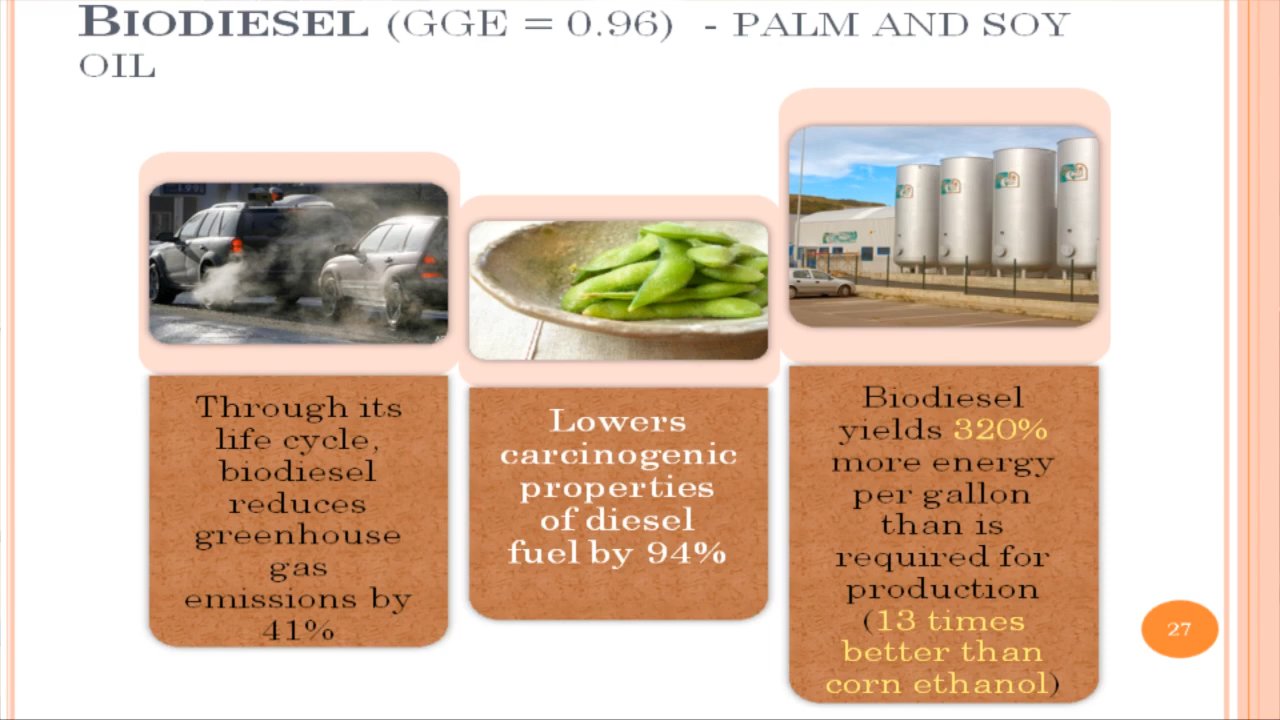 BIODIESEL (GGE = 0.96) - PALM AND SOY
OIL
Through its
life cycle,
biodiesel
reduces
greenhouse
gas
emissions by
41%
Lowers
carcinogenic
properties
of diesel
fuel by 94%
Biodiesel
yields 320%
more energy
per gallon
than is
required for
production
(13 times
better than
corn ethanol)
27